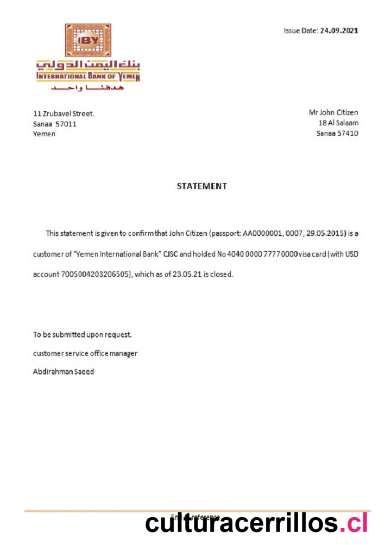 Issue Date: 24.09.2021
IBY
بنك اليمن الدولي
INTERNATIONAL BANK OF YEMEN
هدفنا واحد
11 Zrubavel Street,
Sanaa 57011
Yemen
Mr John Citizen
18 Al Salaam
Sanaa 57410
STATEMENT
This statement is given to confirm that John Citizen (passport: AA0000001, 0007, 29.05.2015) is a
customer of "Yemen International Bank" CJSC and holded No 4040 0000 7777 0000 visa card (with USD
account 7005004203206505), which as of 23.05.21 is closed.
To be submitted upon request.
customer service office manager
Abdirahman Saeed
culturacerrillos.cl